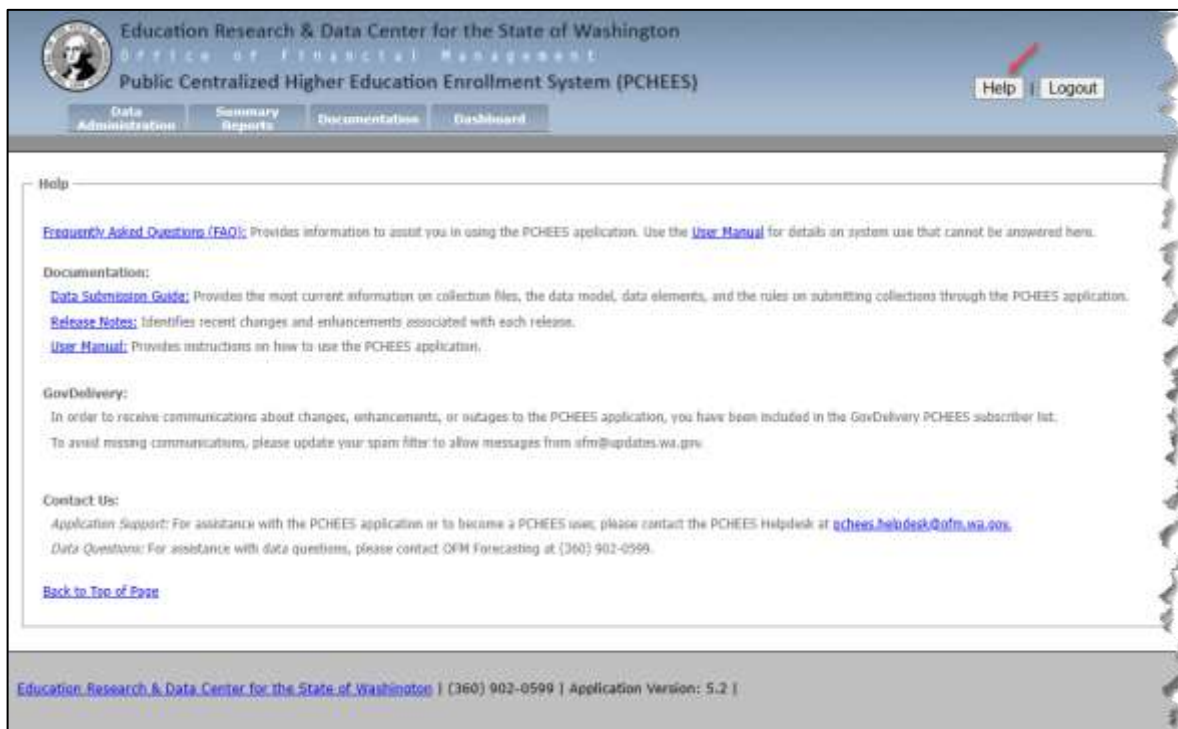 Education Research & Data Center for the State of Washington
Office of Financial Management
Public Centralized Higher Education Enrollment System (PCHEES)
Help | Logout
Data Administration
Summary Reports
Documentation
Dashboard
Help
Frequently Asked Questions (FAQ): Provides information to assist you in using the PCHEES application. Use the User Manual for details on system use that cannot be answered here.
Documentation:
Data Submission Guide: Provides the most current information on collection files, the data model, data elements, and the rules on submitting collections through the PCHEES application.
Release Notes: Identifies recent changes and enhancements associated with each release.
User Manual: Provides instructions on how to use the PCHEES application.
GovDelivery:
In order to receive communications about changes, enhancements, or outages to the PCHEES application, you have been included in the GovDelivery PCHEES subscriber list.
To avoid missing communications, please update your spam filter to allow messages from ofm@updates.wa.gov
Contact Us:
Application Support: For assistance with the PCHEES application or to become a PCHEES user, please contact the PCHEES Helpdesk at pchees.helpdesk@ofm.wa.gov.
Data Questions: For assistance with data questions, please contact OFM Forecasting at (360) 902-0599.
Back to Top of Page
Education Research & Data Center for the State of Washington | (360) 902-0599 | Application Version: 5.2 |